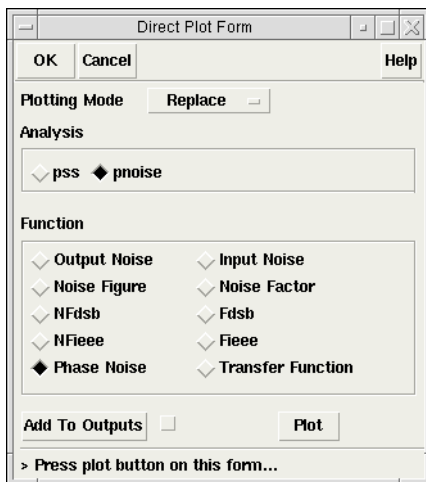 Direct Plot Form
OK Cancel Help
Plotting Mode Replace
Analysis
pss pnoise
Function
Output Noise Input Noise
Noise Figure Noise Factor
NFdsb Fdsb
NFieee Fieee
Phase Noise Transfer Function
Add To Outputs Plot
> Press plot button on this form...